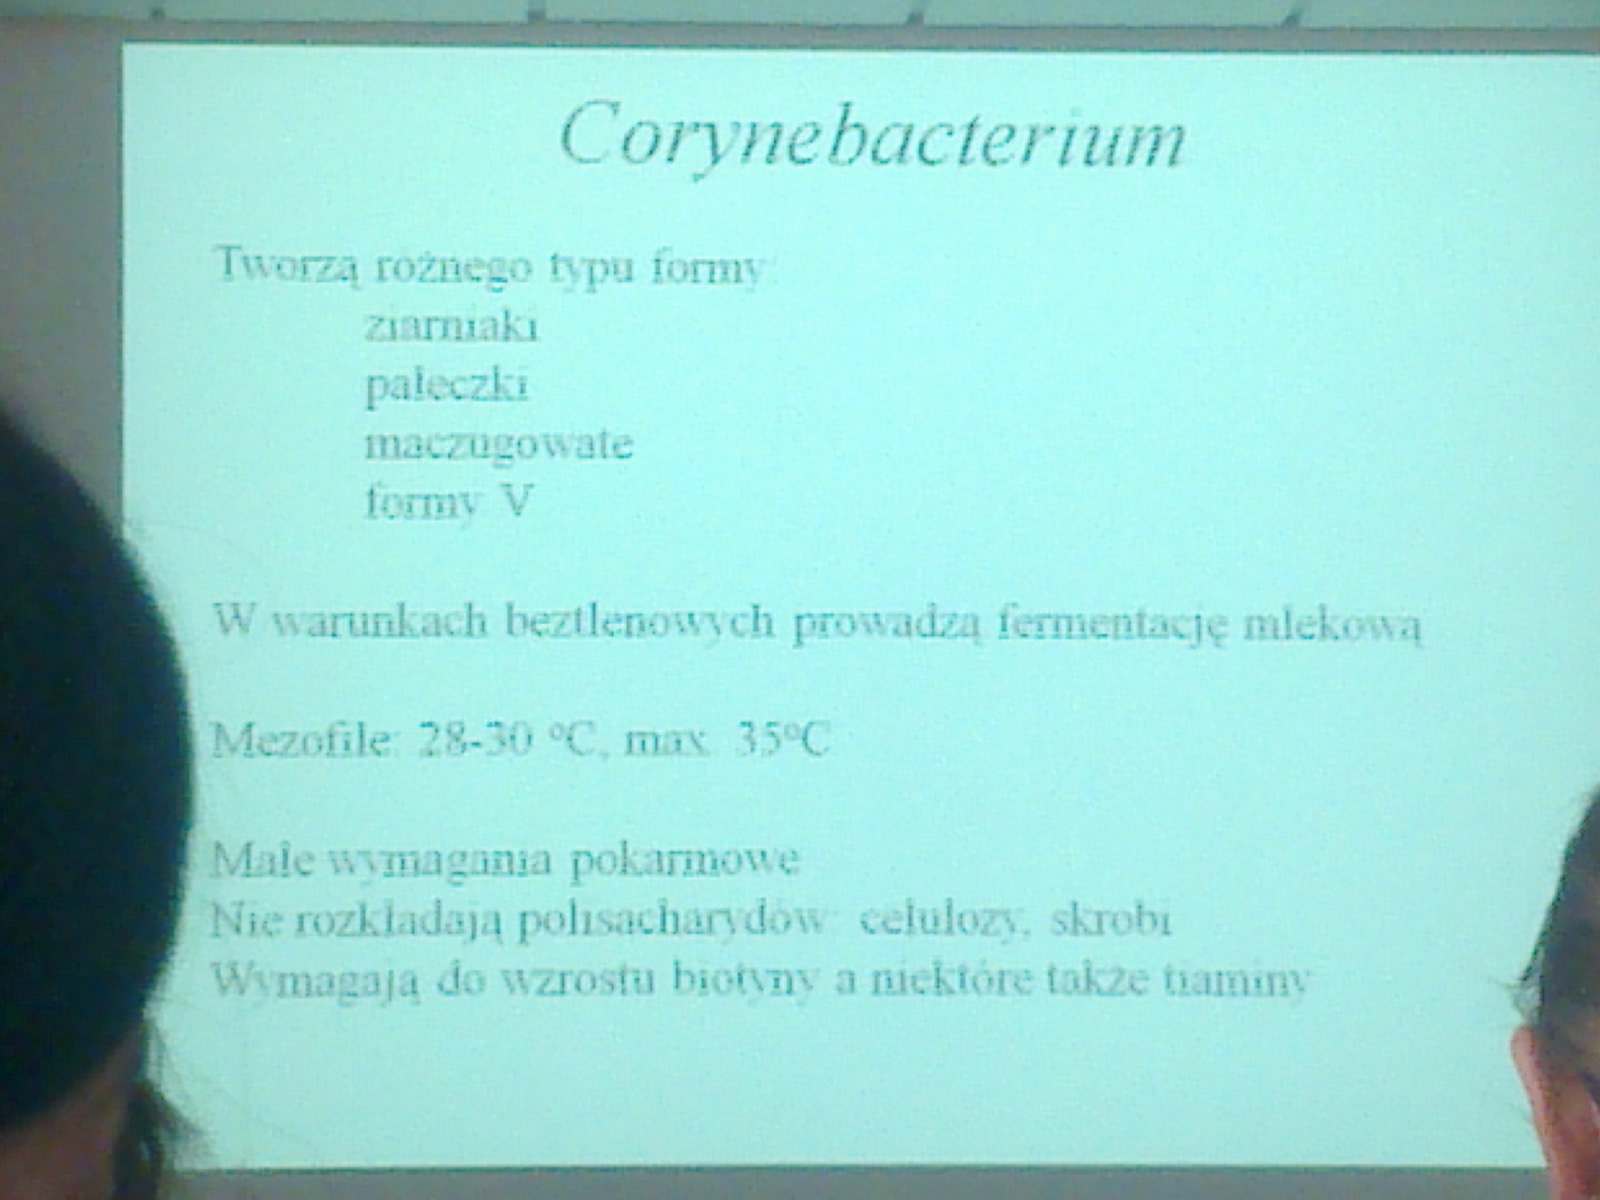 Corynebacterium
Tworzą różnego typu formy:
ziarniaki
pałeczki
maczugowate
formy V
W warunkach beztlenowych prowadzą fermentację mlekową
Mezofile: 28-30 °C, max. 35°C
Małe wymagania pokarmowe
Nie rozkładają polisacharydów: celulozy, skrobi
Wymagają do wzrostu biotyny a niektóre także tiaminy